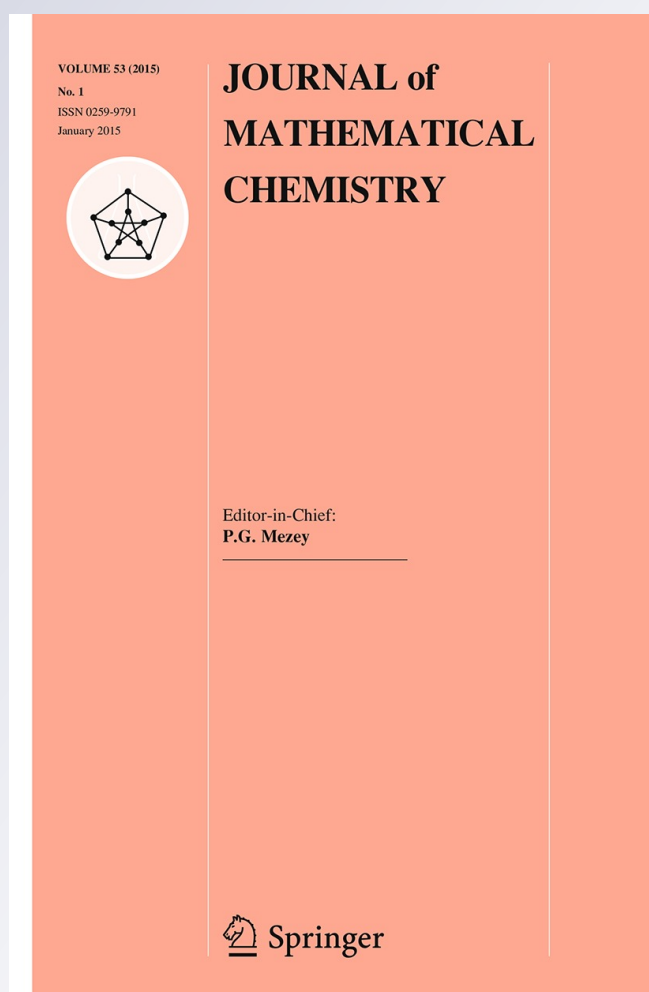 VOLUME 53 (2015)
No. 1
ISSN 0259-9791
January 2015
JOURNAL of
MATHEMATICAL
CHEMISTRY
Editor-in-Chief:
P.G. Mezey
Springer